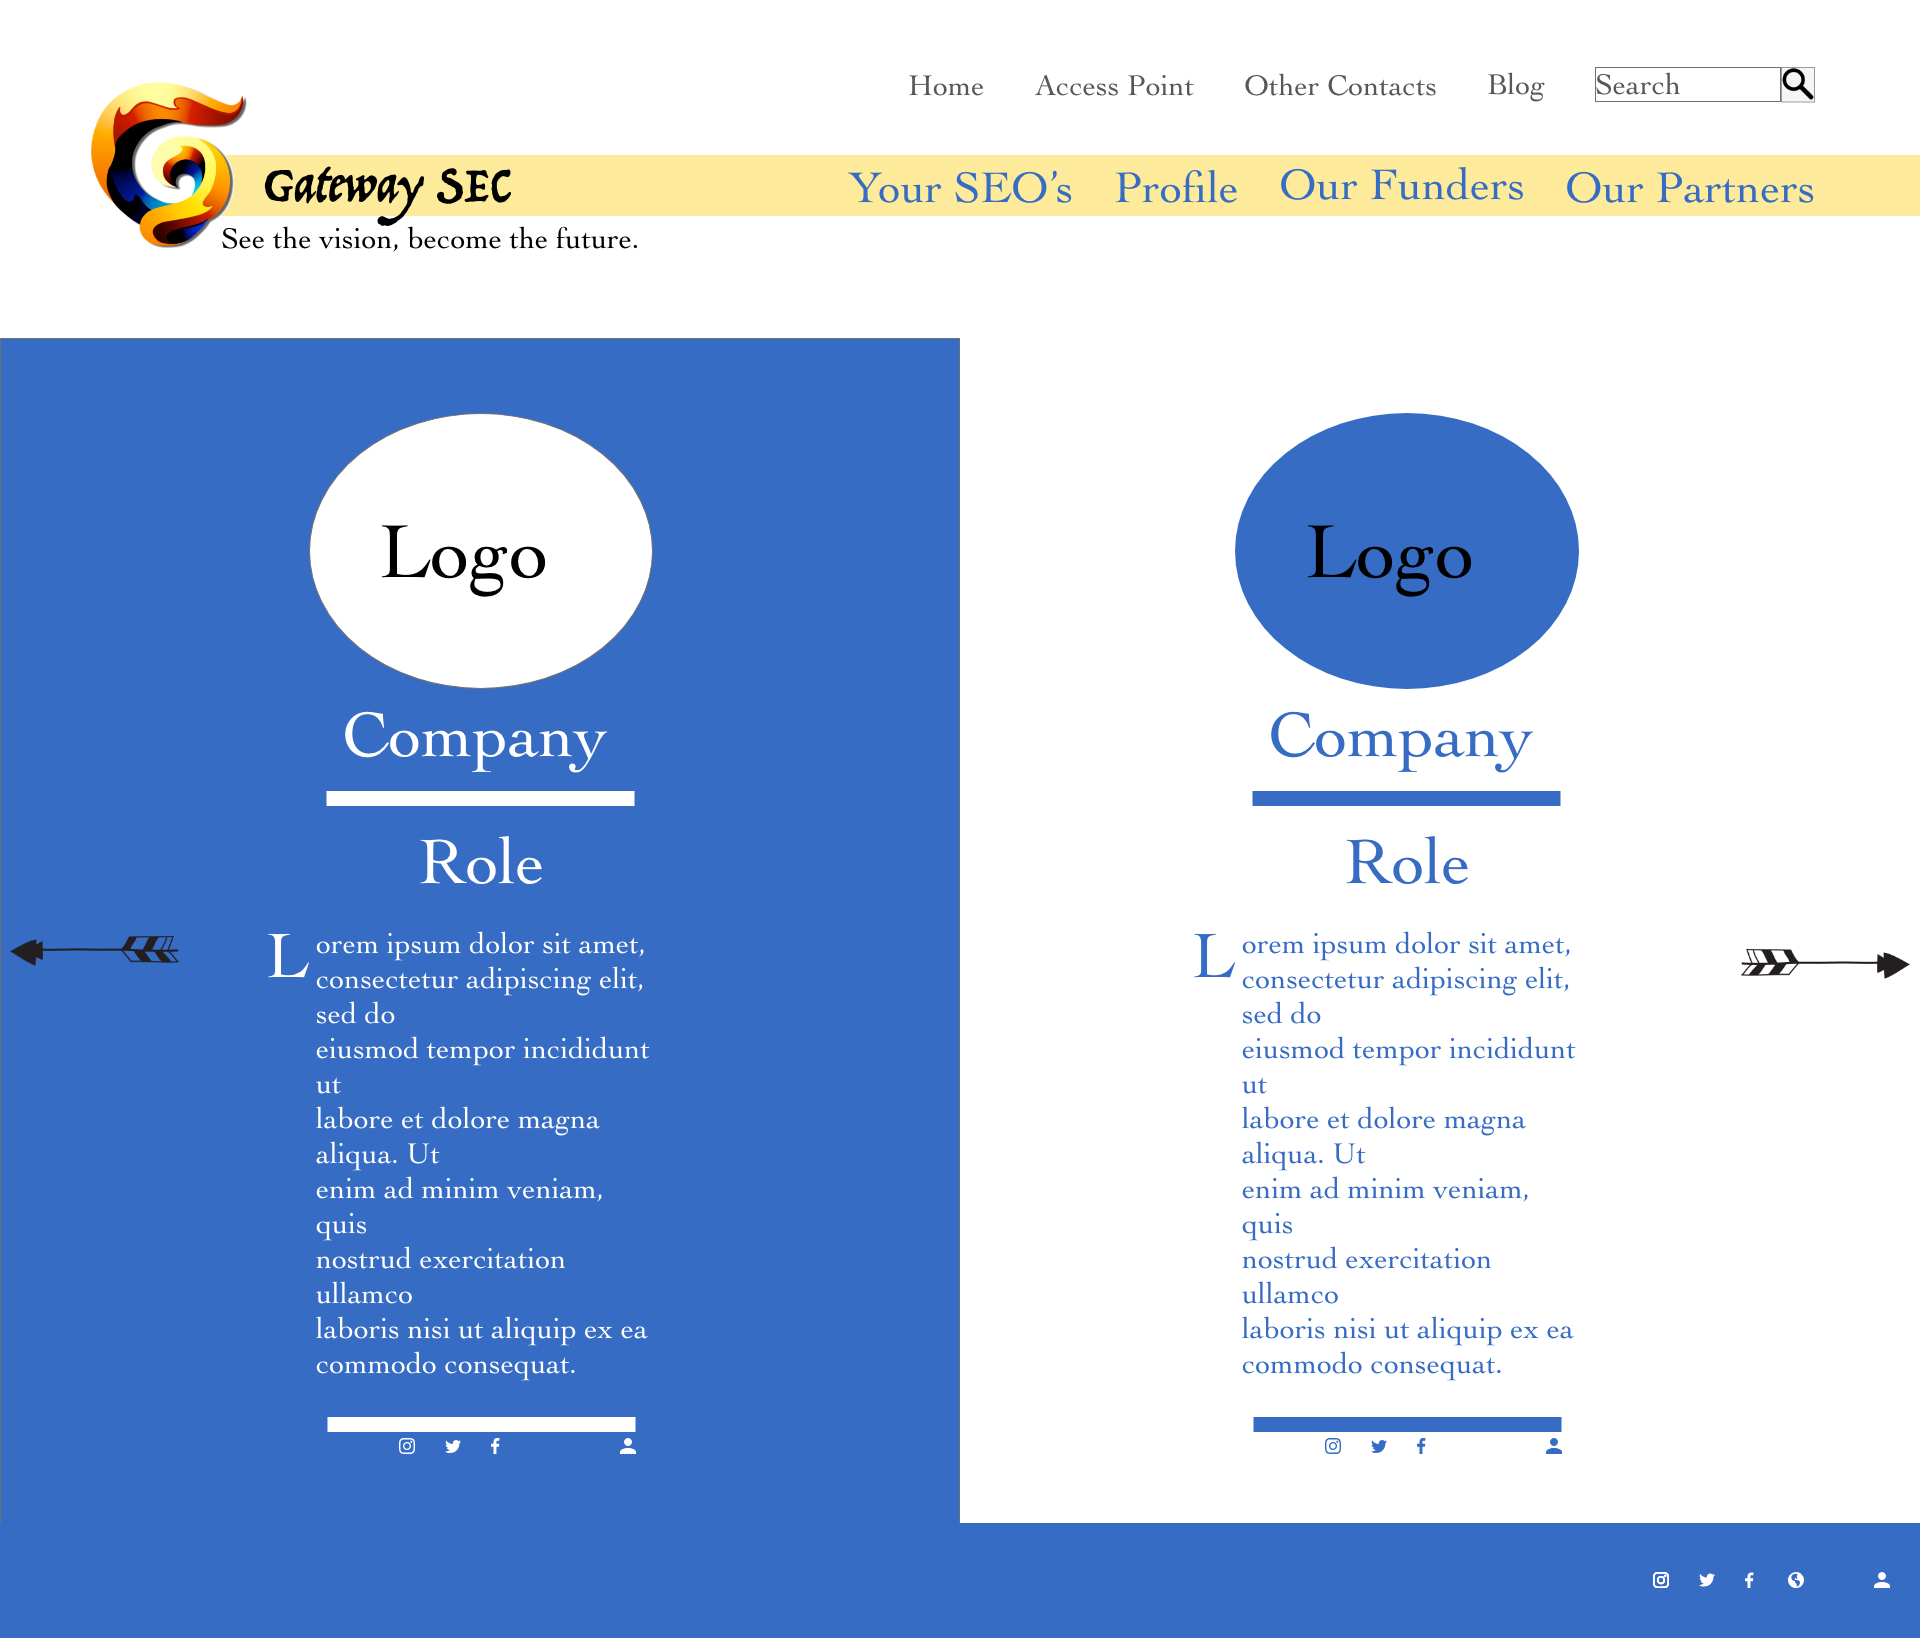 Home Access Point Other Contacts Blog Search
Gateway SEC
Your SEO’s Profile Our Funders Our Partners
See the vision, become the future.
Logo
Company
Role
Lorem ipsum dolor sit amet,
consectetur adipiscing elit,
sed do
eiusmod tempor incididunt
ut
labore et dolore magna
aliqua. Ut
enim ad minim veniam,
quis
nostrud exercitation
ullamco
laboris nisi ut aliquip ex ea
commodo consequat.
Logo
Company
Role
Lorem ipsum dolor sit amet,
consectetur adipiscing elit,
sed do
eiusmod tempor incididunt
ut
labore et dolore magna
aliqua. Ut
enim ad minim veniam,
quis
nostrud exercitation
ullamco
laboris nisi ut aliquip ex ea
commodo consequat.